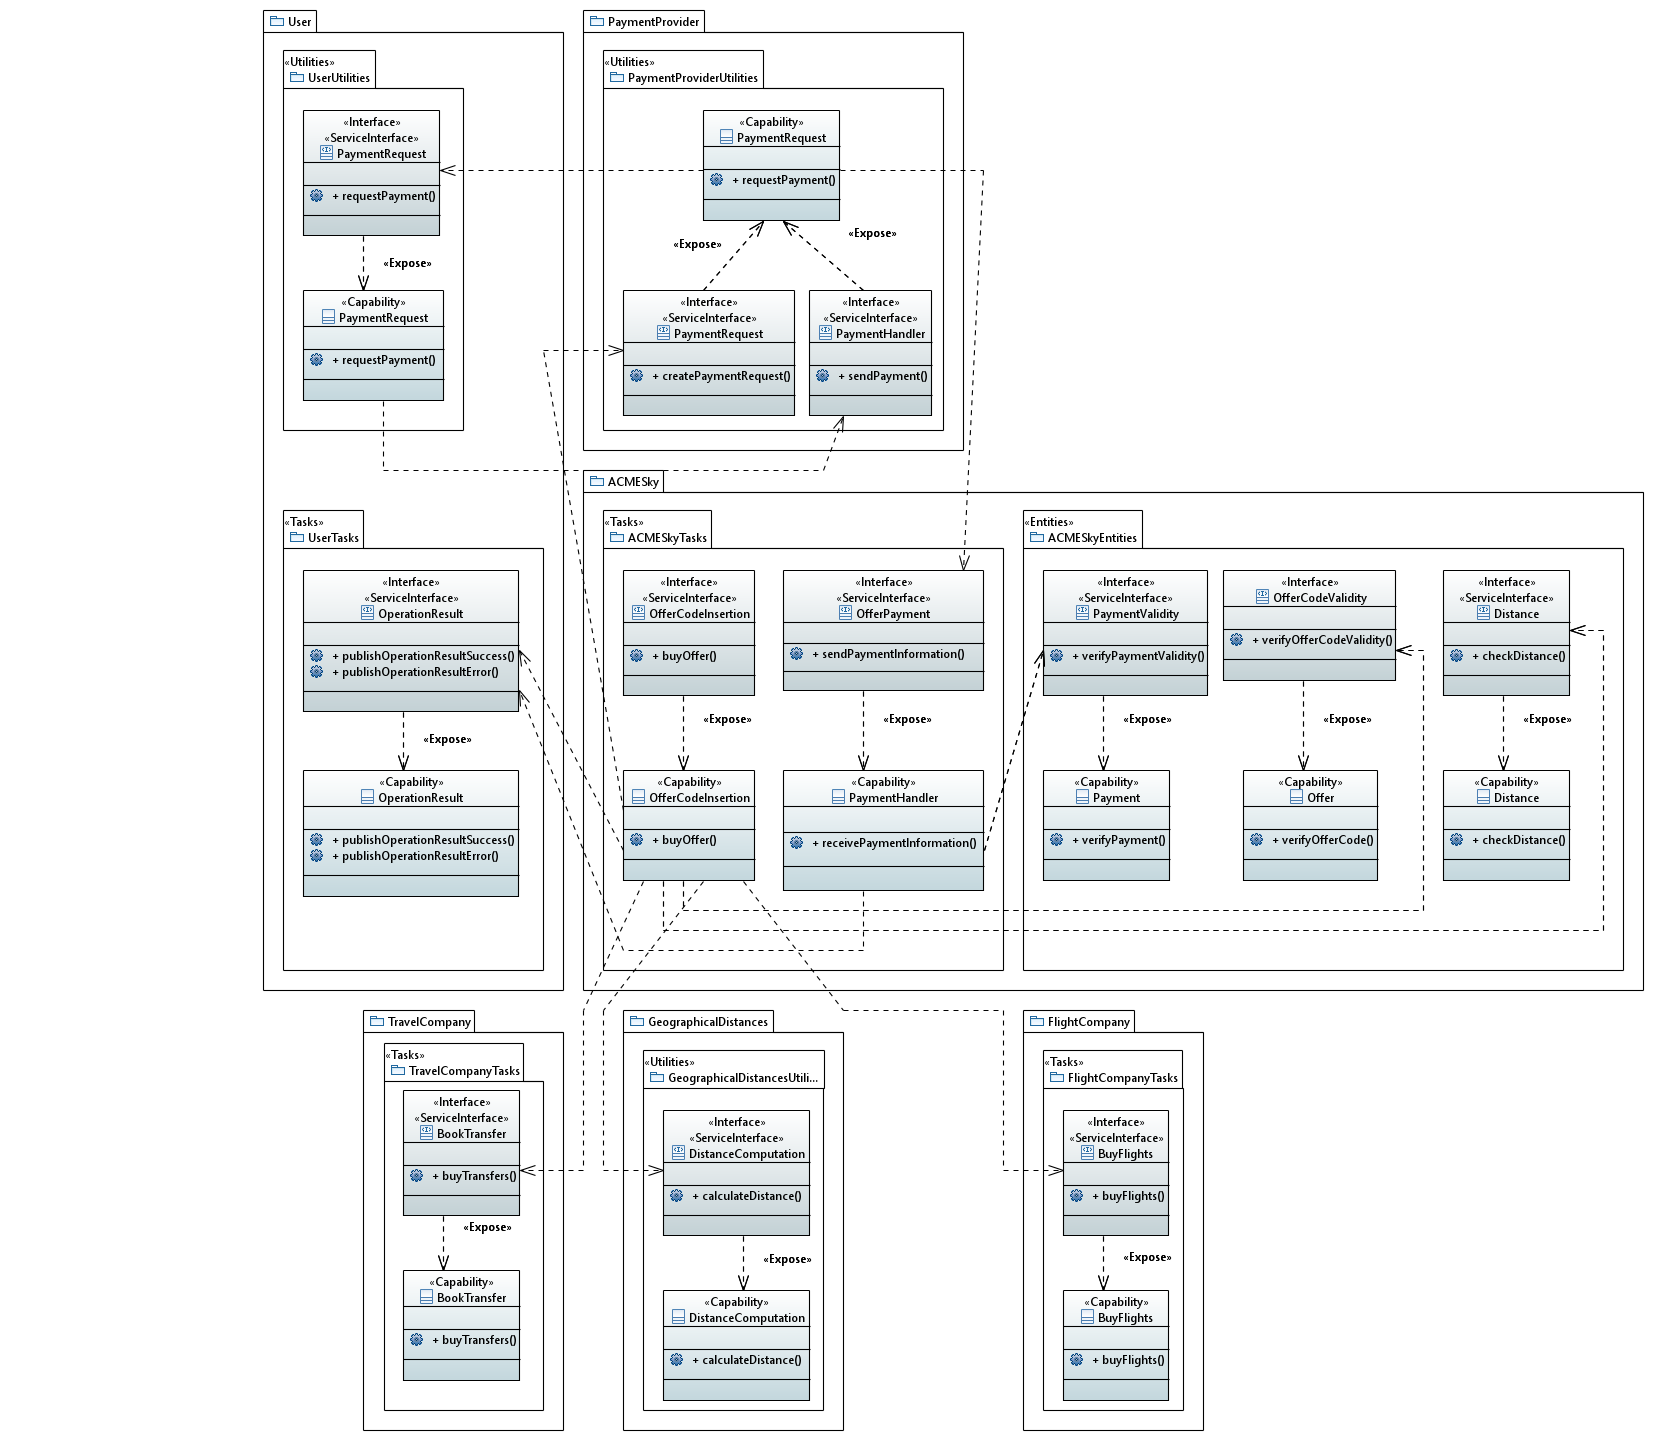 User
«Utilities»
UserUtilities
«Interface»
«ServiceInterface»
PaymentRequest
+ requestPayment()
«Expose»
«Capability»
PaymentRequest
+ requestPayment()
«Tasks»
UserTasks
«Interface»
«ServiceInterface»
OperationResult
+ publishOperationResultSuccess()
+ publishOperationResultError()
«Expose»
«Capability»
OperationResult
+ publishOperationResultSuccess()
+ publishOperationResultError()
PaymentProvider
«Utilities»
PaymentProviderUtilities
«Capability»
PaymentRequest
+ requestPayment()
«Expose»
«Expose»
«Interface»
«ServiceInterface»
PaymentRequest
+ createPaymentRequest()
«Interface»
«ServiceInterface»
PaymentHandler
+ sendPayment()
ACMESky
«Tasks»
ACMESkyTasks
«Interface»
«ServiceInterface»
OfferCodeInsertion
+ buyOffer()
«Expose»
«Capability»
OfferCodeInsertion
+ buyOffer()
«Interface»
«ServiceInterface»
OfferPayment
+ sendPaymentInformation()
«Expose»
«Capability»
PaymentHandler
+ receivePaymentInformation()
«Entities»
ACMESkyEntities
«Interface»
«ServiceInterface»
PaymentValidity
+ verifyPaymentValidity()
«Expose»
«Capability»
Payment
+ verifyPayment()
«Interface»
OfferCodeValidity
+ verifyOfferCodeValidity()
«Expose»
«Capability»
Offer
+ verifyOfferCode()
«Interface»
«ServiceInterface»
Distance
+ checkDistance()
«Expose»
«Capability»
Distance
+ checkDistance()
TravelCompany
«Tasks»
TravelCompanyTasks
«Interface»
«ServiceInterface»
BookTransfer
+ buyTransfers()
«Expose»
«Capability»
BookTransfer
+ buyTransfers()
GeographicalDistances
«Utilities»
GeographicalDistancesUtili...
«Interface»
«ServiceInterface»
DistanceComputation
+ calculateDistance()
«Expose»
«Capability»
DistanceComputation
+ calculateDistance()
FlightCompany
«Tasks»
FlightCompanyTasks
«Interface»
«ServiceInterface»
BuyFlights
+ buyFlights()
«Expose»
«Capability»
BuyFlights
+ buyFlights()